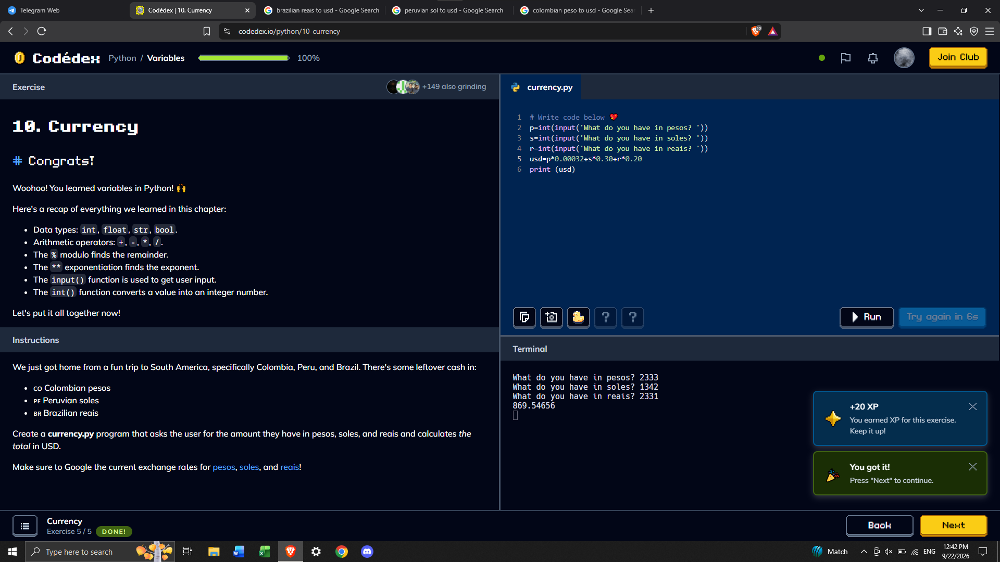 Telegram Web
Codédex | 10. Currency
brazilian reais to usd - Google Search
peruvian sol to usd - Google Search
colombian peso to usd - Google Sear
codedex.io/python/10-currency
10
Codédex
Python / Variables
100%
Join Club
Exercise
+149 also grinding
10. Currency
# Congrats!
Woohoo! You learned variables in Python! 🙌
Here's a recap of everything we learned in this chapter:
• Data types: int, float, str, bool.
• Arithmetic operators: +, -, *, /.
• The % modulo finds the remainder.
• The ** exponentiation finds the exponent.
• The input() function is used to get user input.
• The int() function converts a value into an integer number.
Let's put it all together now!
Instructions
We just got home from a fun trip to South America, specifically Colombia, Peru, and Brazil. There's some leftover cash in:
• CO Colombian pesos
• PE Peruvian soles
• BR Brazilian reais
Create a currency.py program that asks the user for the amount they have in pesos, soles, and reais and calculates the
total in USD.
Make sure to Google the current exchange rates for pesos, soles, and reais!
currency.py
1 # Write code below 💖
2 p=int(input('What do you have in pesos? '))
3 s=int(input('What do you have in soles? '))
4 r=int(input('What do you have in reais? '))
5 usd=p*0.00032+s*0.30+r*0.20
6 print (usd)
? ?
Run
Try again in 6s
Terminal
What do you have in pesos? 2333
What do you have in soles? 1342
What do you have in reais? 2331
869.54656
+20 XP
You earned XP for this exercise.
Keep it up!
You got it!
Press "Next" to continue.
Currency
Exercise 5 / 5 DONE!
Back
Next
Type here to search
Match
ENG
12:42 PM
9/22/2026